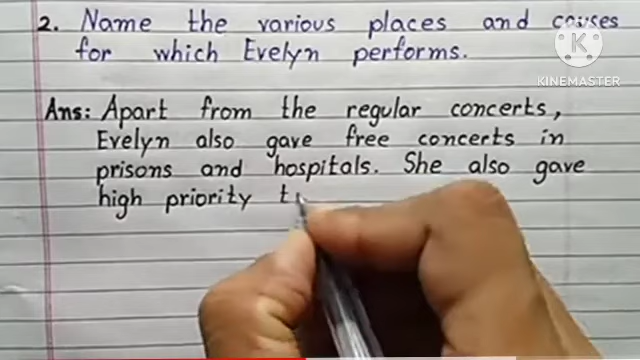 2. Name the various places and causes
for which Evelyn performs.
KINEMASTER
Ans: Apart from the regular concerts,
Evelyn also gave free concerts in
prisons and hospitals. She also gave
high priority t